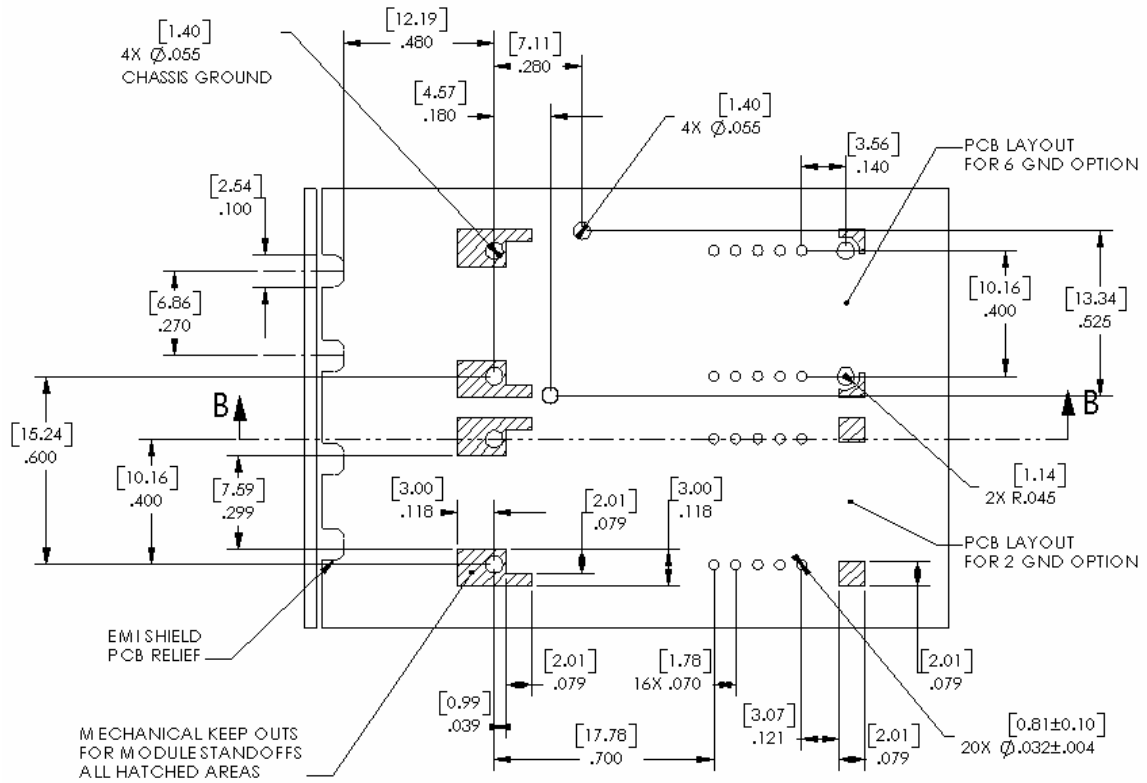 [12.19]
.480
[1.40]
4X Ø.055
CHASSIS GROUND
[7.11]
.280
[4.57]
.180
[1.40]
4X Ø.055
[3.56]
.140
PCB LAYOUT
FOR 6 GND OPTION
[2.54]
.100
[6.86]
.270
[10.16]
.400
[13.34]
.525
B
B
[15.24]
.600
[10.16]
.400
[7.59]
.299
[3.00]
.118
[2.01]
.079
[3.00]
.118
[1.14]
2X R.045
PCB LAYOUT
FOR 2 GND OPTION
EMI SHIELD
PCB RELIEF
[2.01]
.079
[1.78]
16X .070
[2.01]
.079
[0.99]
.039
[3.07]
.121
MECHANICAL KEEP OUTS
FOR MODULE STANDOFFS
ALL HATCHED AREAS
[17.78]
.700
[2.01]
.079
[0.81±0.10]
20X Ø.032±.004